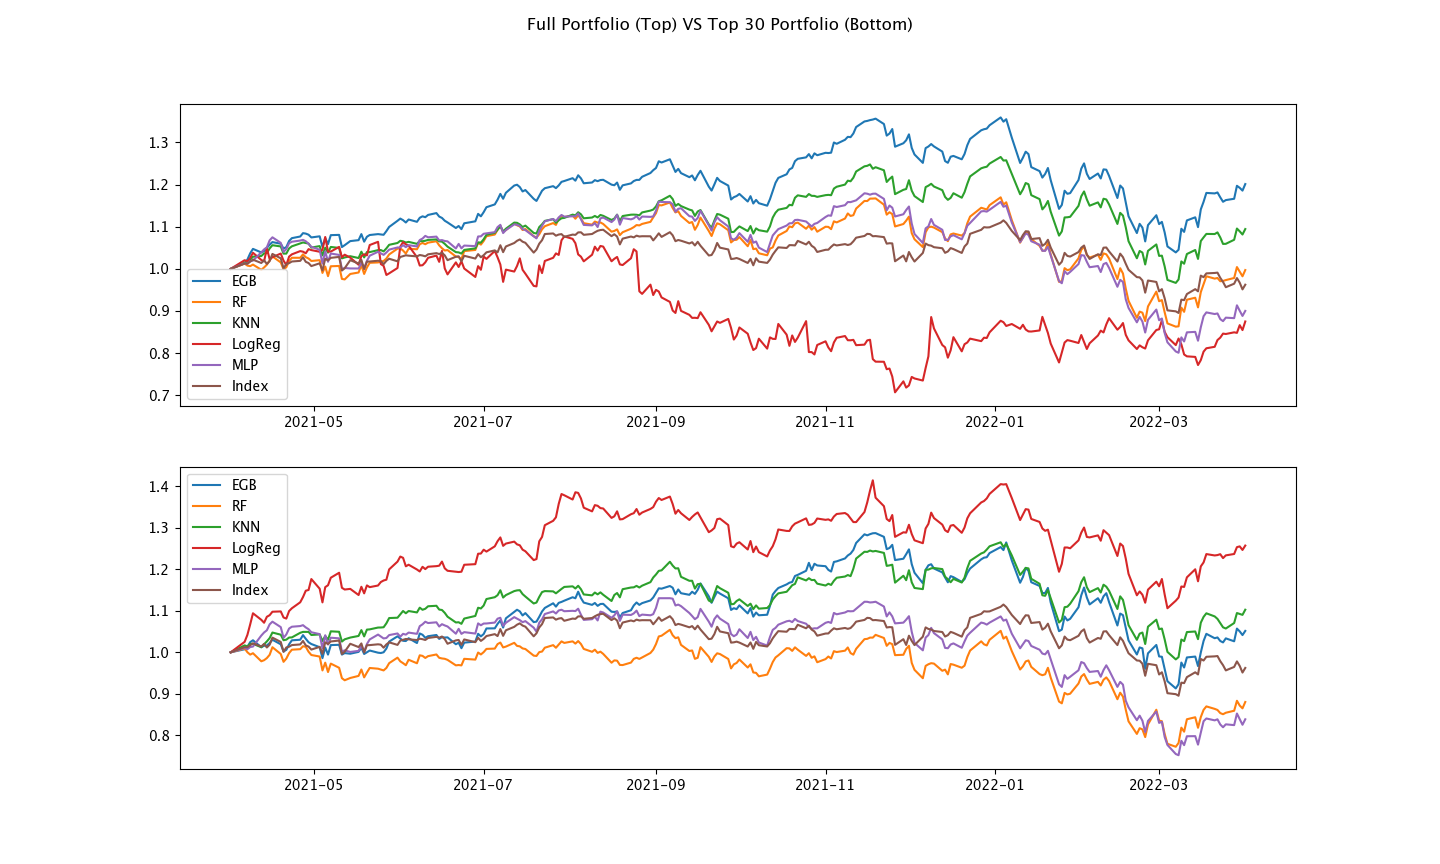 Full Portfolio (Top) VS Top 30 Portfolio (Bottom)
1.3
1.2
1.1
1.0
0.9
0.8
0.7
EGB
RF
KNN
LogReg
MLP
Index
2021-05
2021-07
2021-09
2021-11
2022-01
2022-03
1.4
1.3
1.2
1.1
1.0
0.9
0.8
EGB
RF
KNN
LogReg
MLP
Index
2021-05
2021-07
2021-09
2021-11
2022-01
2022-03